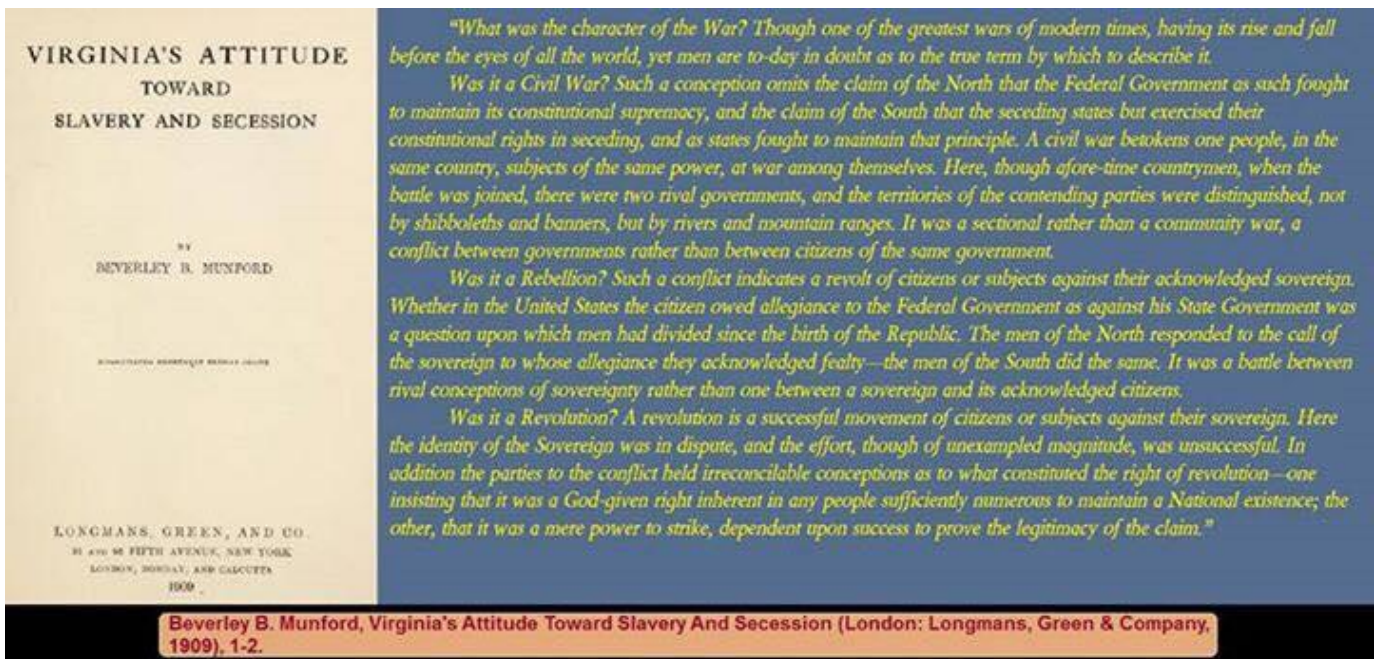 VIRGINIA'S ATTITUDE
TOWARD
SLAVERY AND SECESSION
BY
BEVERLEY B. MUNFORD
LONGMANS, GREEN, AND CO.
FIFTH AVENUE, NEW YORK
LONDON, BOMBAY, AND CALCUTTA
1909
"What was the character of the War? Though one of the greatest wars of modern times, having its rise and fall
before the eyes of all the world, yet men are to-day in doubt as to the true term by which to describe it.
Was it a Civil War? Such a conception omits the claim of the North that the Federal Government as such fought
to maintain its constitutional supremacy, and the claim of the South that the seceding states but exercised their
constitutional rights in seceding, and as states fought to maintain that principle. A civil war betokens one people, in the
same country, subjects of the same power, at war among themselves. Here, though afore-time countrymen, when the
battle was joined, there were two rival governments, and the territories of the contending parties were distinguished, not
by shibboleths and banners, but by rivers and mountain ranges. It was a sectional rather than a community war, a
conflict between governments rather than between citizens of the same government.
Was it a Rebellion? Such a conflict indicates a revolt of citizens or subjects against their acknowledged sovereign.
Whether in the United States the citizen owed allegiance to the Federal Government as against his State Government was
a question upon which men had divided since the birth of the Republic. The men of the North responded to the call of
the sovereign to whose allegiance they acknowledged fealty—the men of the South did the same. It was a battle between
rival conceptions of sovereignty rather than one between a sovereign and its acknowledged citizens.
Was it a Revolution? A revolution is a successful movement of citizens or subjects against their sovereign. Here
the identity of the Sovereign was in dispute, and the effort, though of unexampled magnitude, was unsuccessful. In
addition the parties to the conflict held irreconcilable conceptions as to what constituted the right of revolution—one
insisting that it was a God-given right inherent in any people sufficiently numerous to maintain a National existence; the
other, that it was a mere power to strike, dependent upon success to prove the legitimacy of the claim."
Beverley B. Munford, Virginia's Attitude Toward Slavery And Secession (London: Longmans, Green & Company,
1909), 1-2.